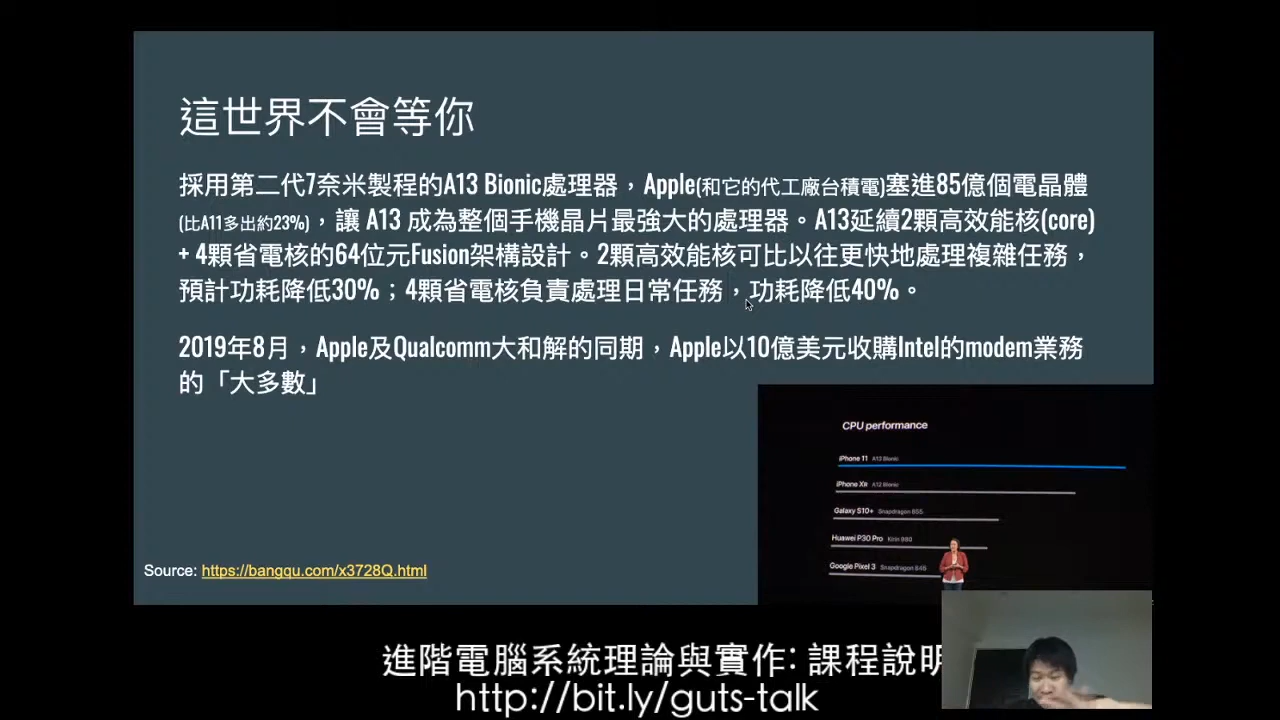 這世界不會等你
採用第二代7奈米製程的A13 Bionic處理器，Apple(和它的代工廠台積電)塞進85億個電晶體
(比A11多出約23%)，讓 A13 成為整個手機晶片最強大的處理器。A13延續2顆高效能核(core)
+ 4顆省電核的64位元Fusion架構設計。2顆高效能核可比以往更快地處理複雜任務，
預計功耗降低30%；4顆省電核負責處理日常任務，功耗降低40%。
2019年8月，Apple及Qualcomm大和解的同期，Apple以10億美元收購Intel的modem業務
的「大多數」
CPU performance
iPhone 11 A13 Bionic
iPhone XR A12 Bionic
Galaxy S10+ Snapdragon 855
Huawei P30 Pro Kirin 980
Google Pixel 3 Snapdragon 845
Source: https://bangqu.com/x3728Q.html
進階電腦系統理論與實作: 課程說明
http://bit.ly/guts-talk